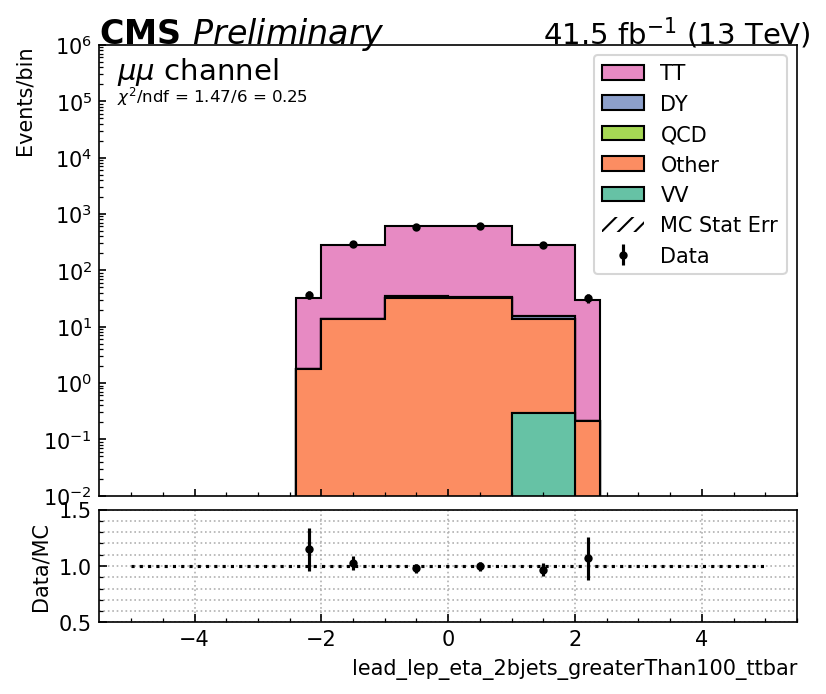 CMS Preliminary 41.5 fb⁻¹ (13 TeV)
μμ channel
χ²/ndf = 1.47/6 = 0.25
Events/bin
10⁶
10⁵
10⁴
10³
10²
10¹
10⁰
10⁻¹
10⁻²
TT
DY
QCD
Other
VV
MC Stat Err
Data
Data/MC
1.5
1.0
0.5
−4 −2 0 2 4
lead_lep_eta_2bjets_greaterThan100_ttbar